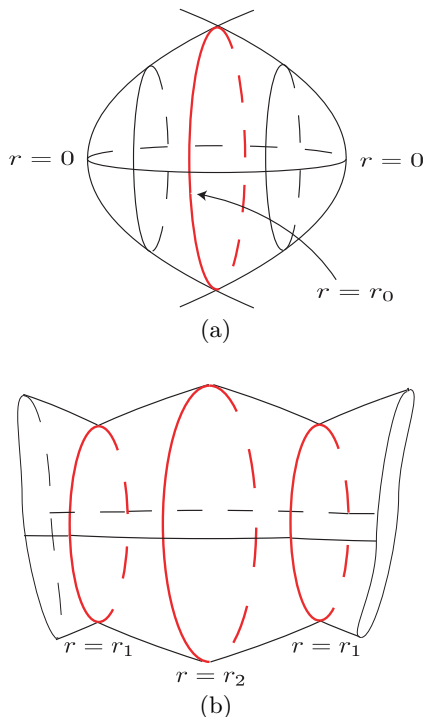 r = 0
r = 0
r = r₀
(a)
r = r₁
r = r₁
r = r₂
(b)